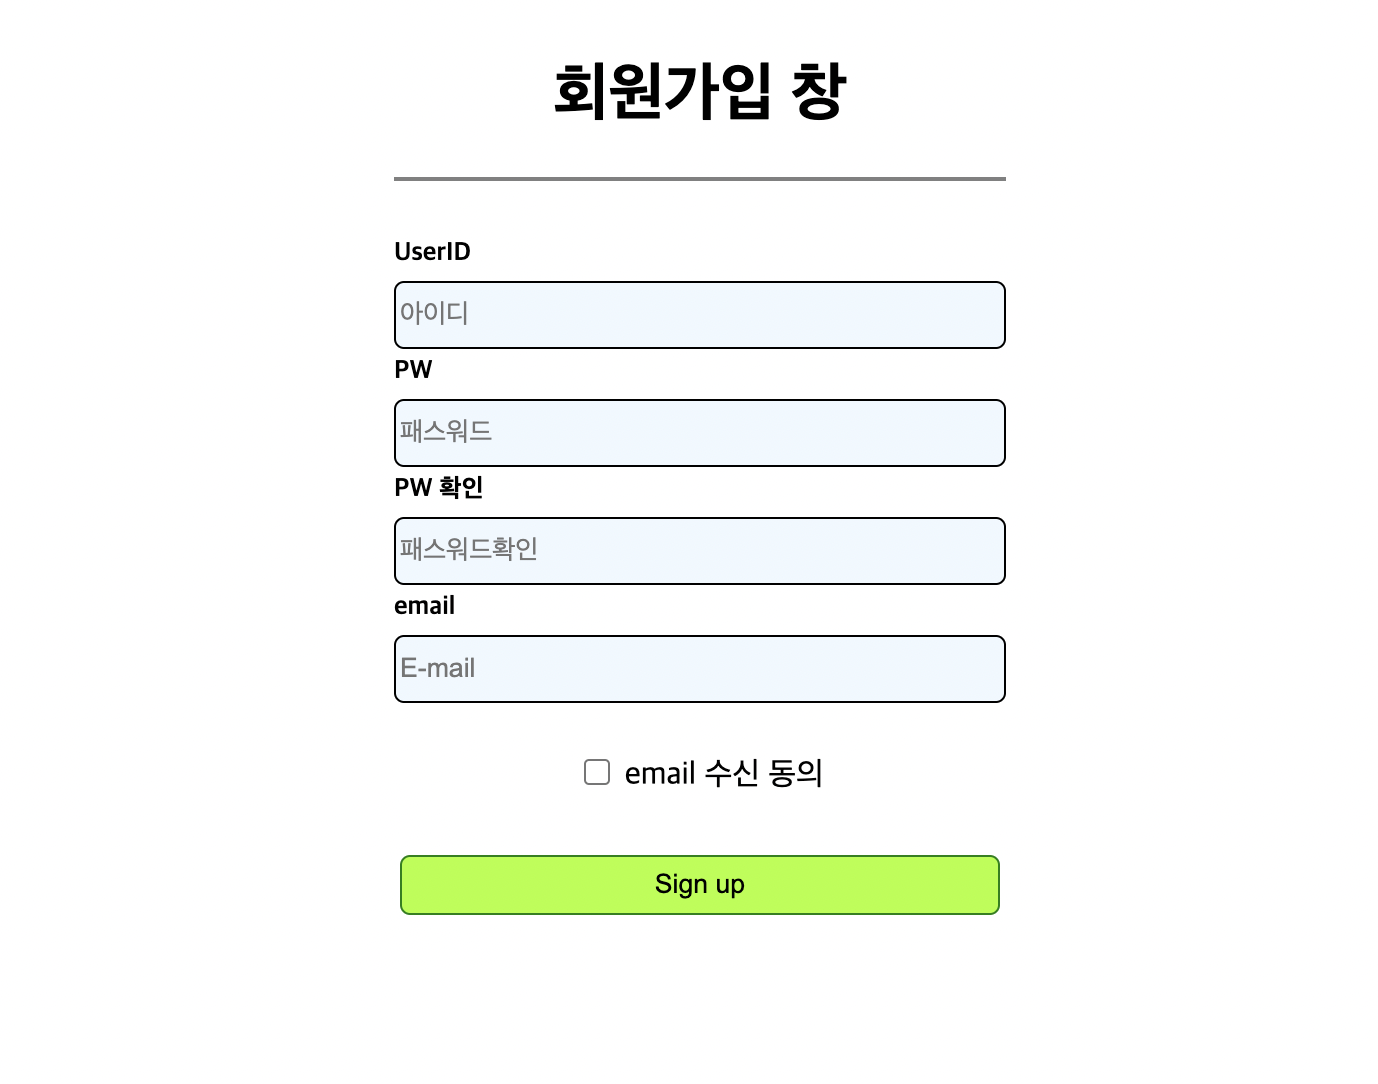 회원가입 창
UserID
아이디
PW
패스워드
PW 확인
패스워드확인
email
E-mail
email 수신 동의
Sign up